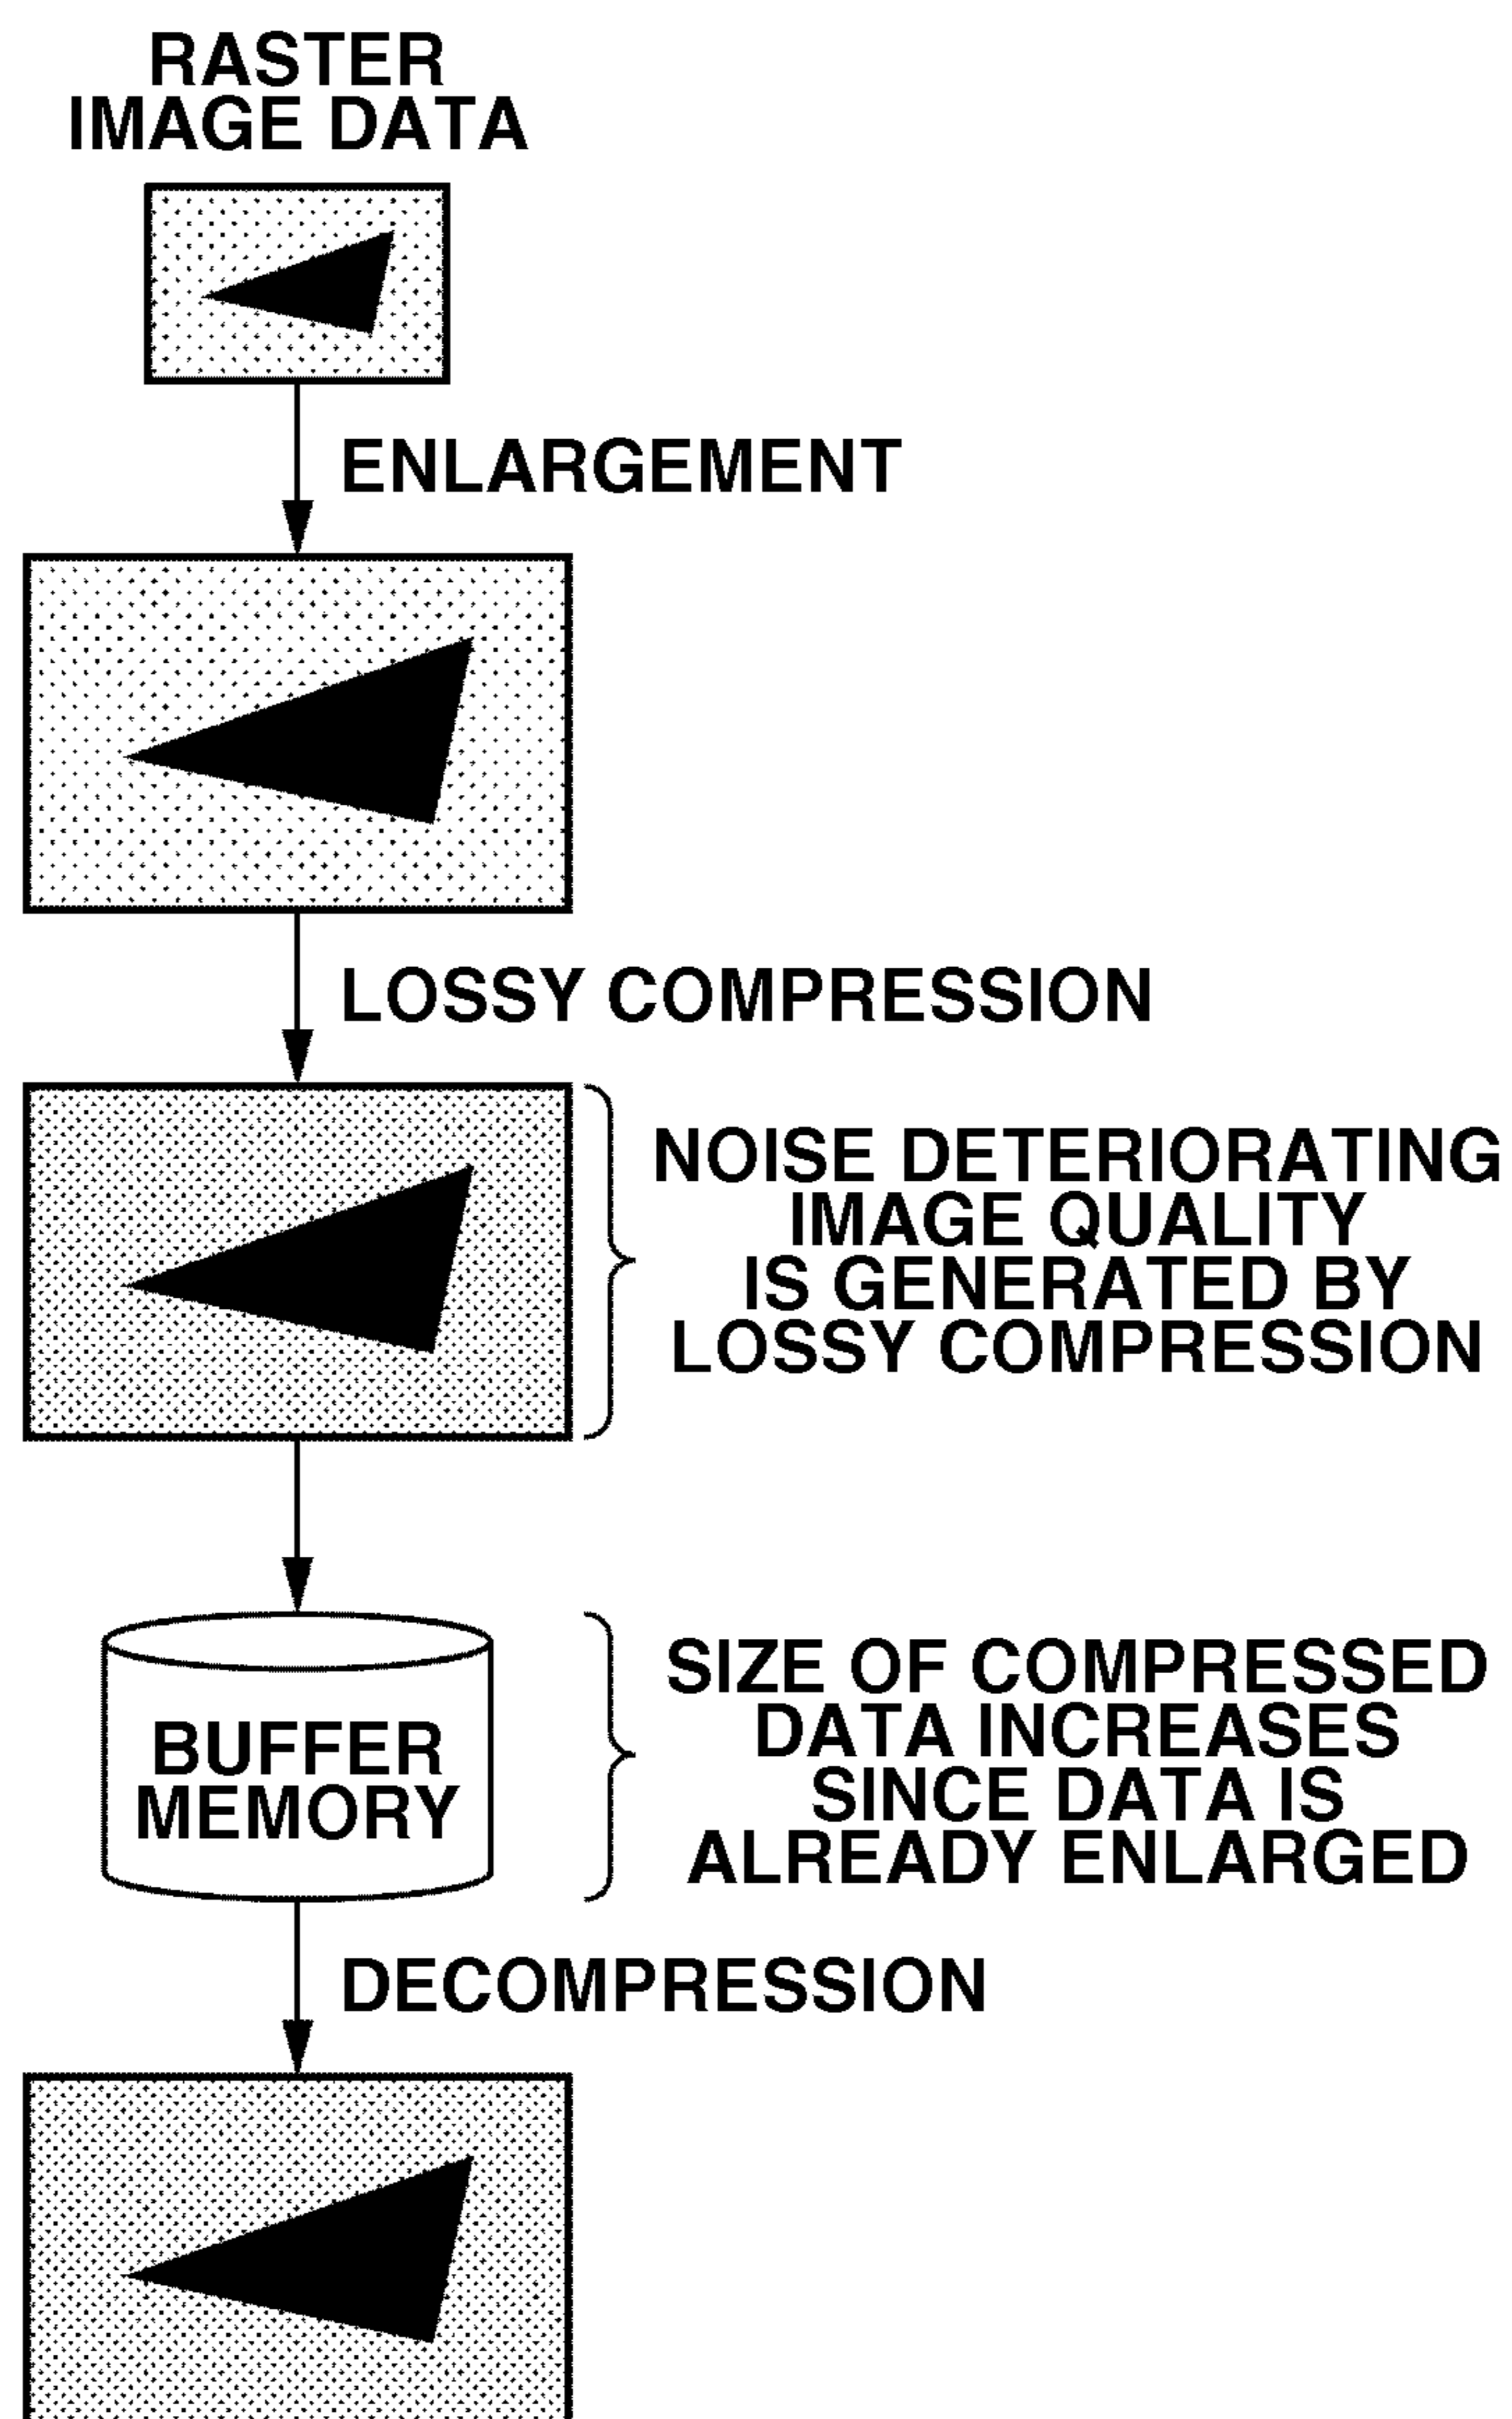 RASTER
IMAGE DATA
ENLARGEMENT
LOSSY COMPRESSION
NOISE DETERIORATING
IMAGE QUALITY
IS GENERATED BY
LOSSY COMPRESSION
BUFFER
MEMORY
SIZE OF COMPRESSED
DATA INCREASES
SINCE DATA IS
ALREADY ENLARGED
DECOMPRESSION